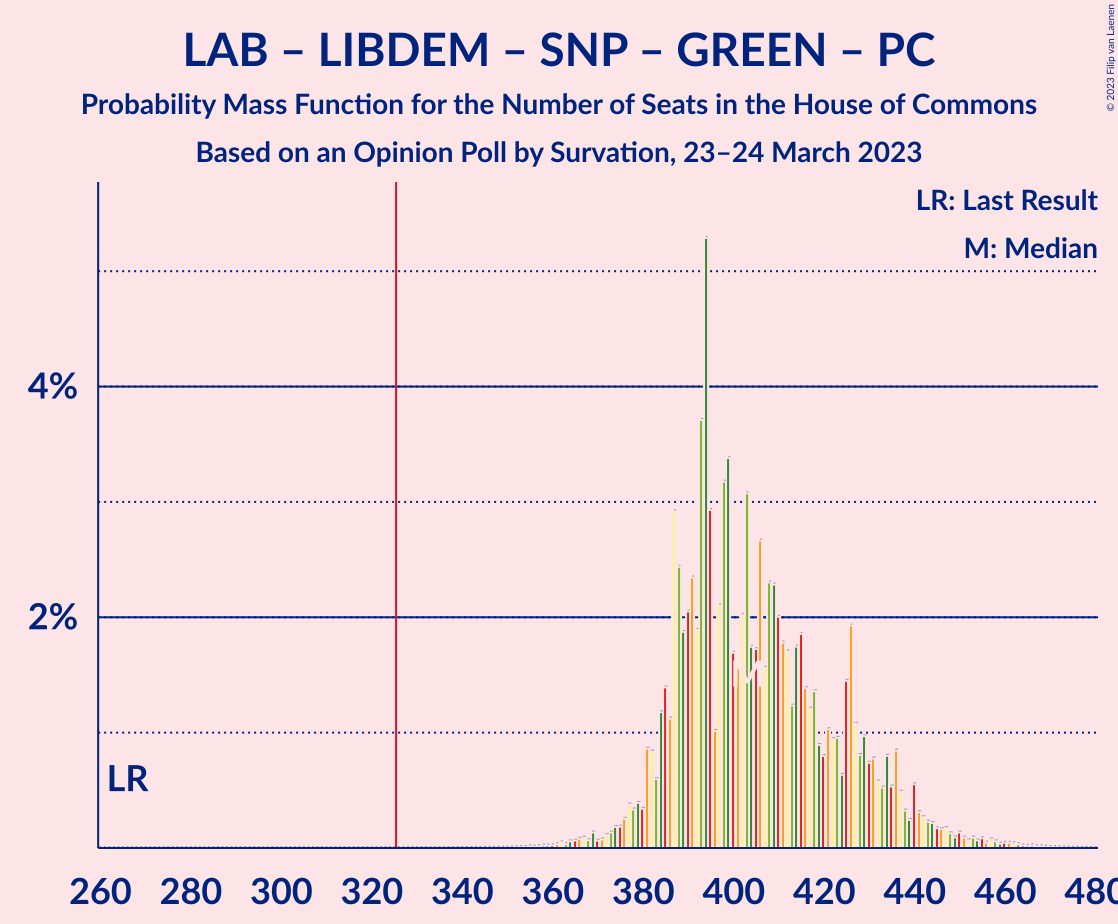 LAB – LIBDEM – SNP – GREEN – PC
Probability Mass Function for the Number of Seats in the House of Commons
Based on an Opinion Poll by Survation, 23–24 March 2023
© 2023 Filip van Laenen
LR: Last Result
M: Median
4%
2%
LR
260 280 300 320 340 360 380 400 420 440 460 480